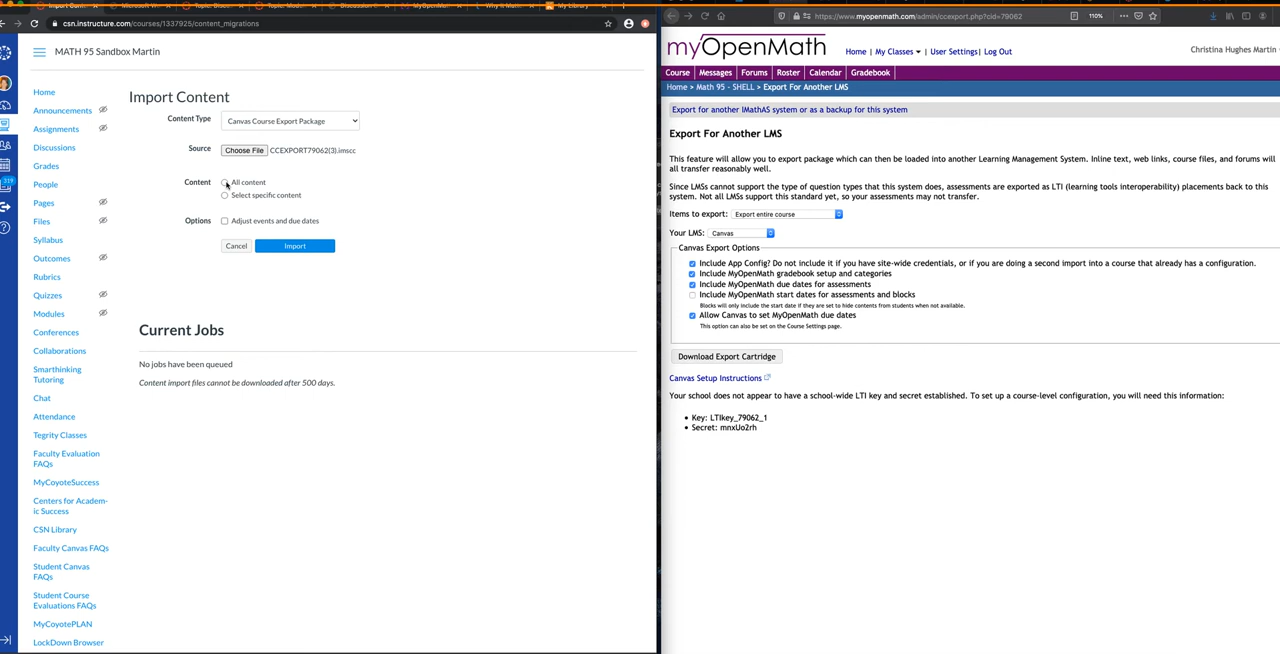 Import Con
Microsoft W
Topic: Disc
Topic: Mod
Discussion
MyOpenM
Why It Math
My Library
csn.instructure.com/courses/1337925/content_migrations
MATH 95 Sandbox Martin
319
Home
Announcements
Assignments
Discussions
Grades
People
Pages
Files
Syllabus
Outcomes
Rubrics
Quizzes
Modules
Conferences
Collaborations
Smarthinking
Tutoring
Chat
Attendance
Tegrity Classes
Faculty Evaluation
FAQs
MyCoyoteSuccess
Centers for Academ-
ic Success
CSN Library
Faculty Canvas FAQs
Student Canvas
FAQs
Student Course
Evaluations FAQs
MyCoyotePLAN
LockDown Browser
Import Content
Content Type Canvas Course Export Package
Source Choose File CCEXPORT79062(3).imscc
Content All content
Select specific content
Options Adjust events and due dates
Cancel Import
Current Jobs
No jobs have been queued
Content import files cannot be downloaded after 500 days.
https://www.myopenmath.com/admin/ccexport.php?cid=79062 110%
myOpenMath
Home | My Classes | User Settings | Log Out
Christina Hughes Martin
Course Messages Forums Roster Calendar Gradebook
Home > Math 95 - SHELL > Export For Another LMS
Export for another IMathAS system or as a backup for this system
Export For Another LMS
This feature will allow you to export package which can then be loaded into another Learning Management System. Inline text, web links, course files, and forums will
all transfer reasonably well.
Since LMSs cannot support the type of question types that this system does, assessments are exported as LTI (learning tools interoperability) placements back to this
system. Not all LMSs support this standard yet, so your assessments may not transfer.
Items to export: Export entire course
Your LMS: Canvas
Canvas Export Options
Include App Config? Do not include it if you have site-wide credentials, or if you are doing a second import into a course that already has a configuration.
Include MyOpenMath gradebook setup and categories
Include MyOpenMath due dates for assessments
Include MyOpenMath start dates for assessments and blocks
Blocks will only include the start date if they are set to hide contents from students when not available.
Allow Canvas to set MyOpenMath due dates
This option can also be set on the Course Settings page.
Download Export Cartridge
Canvas Setup Instructions
Your school does not appear to have a school-wide LTI key and secret established. To set up a course-level configuration, you will need this information:
• Key: LTIkey_79062_1
• Secret: mnxUo2rh